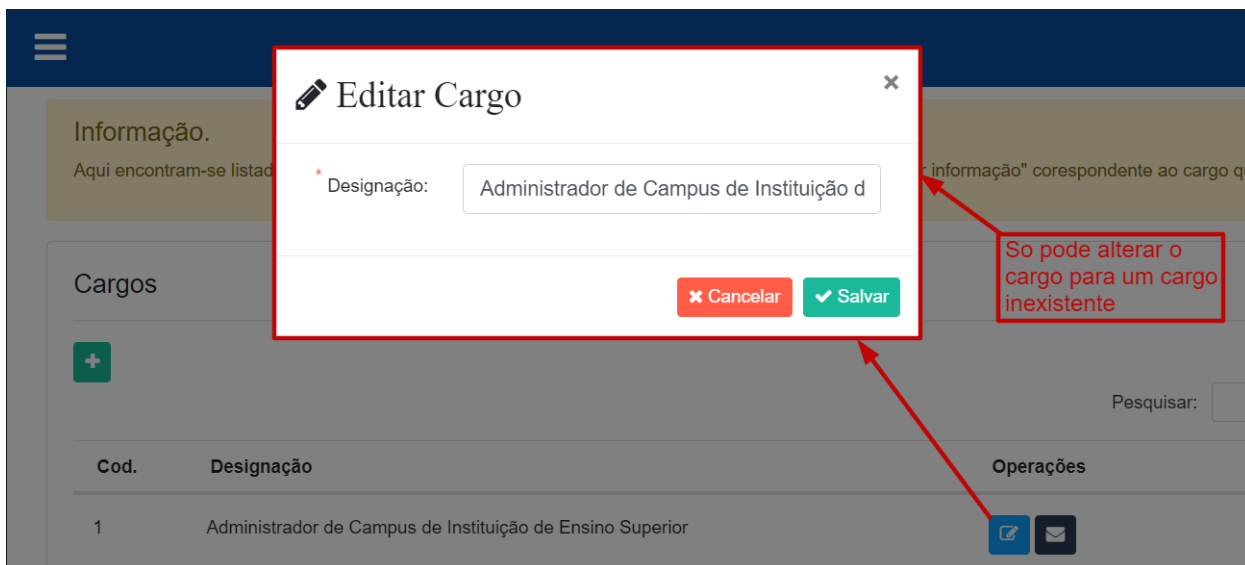 Editar Cargo
×
Informação.
Aqui encontram-se listad
r informação" corespondente ao cargo q
* Designação:
Administrador de Campus de Instituição d
So pode alterar o
cargo para um cargo
inexistente
Cargos
Cancelar
Salvar
+
Pesquisar:
Cod. Designação Operações
1 Administrador de Campus de Instituição de Ensino Superior